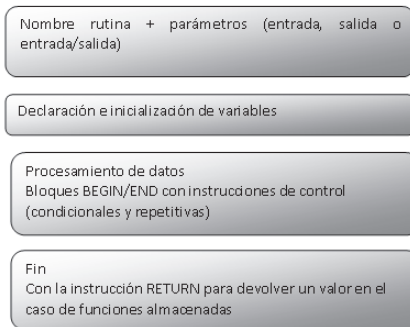 Nombre rutina + parámetros (entrada, salida o
entrada/salida)
Declaración e inicialización de variables
Procesamiento de datos
Bloques BEGIN/END con instrucciones de control
(condicionales y repetitivas)
Fin
Con la instrucción RETURN para devolver un valor en el
caso de funciones almacenadas